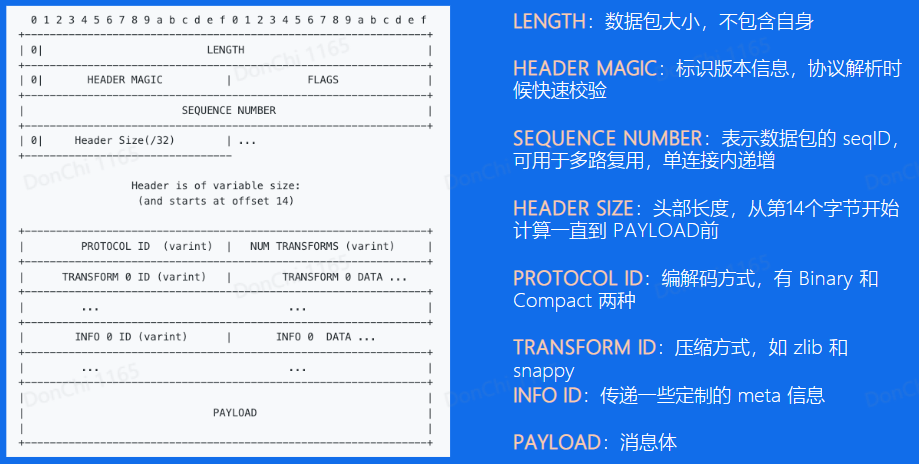 0 1 2 3 4 5 6 7 8 9 a b c d e f 0 1 2 3 4 5 6 7 8 9 a b c d e f
+----------------------------------------------------------------+
| 0| LENGTH |
+----------------------------------------------------------------+
| 0| HEADER MAGIC | FLAGS |
+----------------------------------------------------------------+
| SEQUENCE NUMBER |
+----------------------------------------------------------------+
| 0| Header Size(/32) | ...
+---------------------------------
Header is of variable size:
(and starts at offset 14)
+----------------------------------------------------------------+
| PROTOCOL ID (varint) | NUM TRANSFORMS (varint) |
+----------------------------------------------------------------+
| TRANSFORM 0 ID (varint) | TRANSFORM 0 DATA ...
+----------------------------------------------------------------+
| ... ... |
+----------------------------------------------------------------+
| INFO 0 ID (varint) | INFO 0 DATA ...
+----------------------------------------------------------------+
| ... ... |
+----------------------------------------------------------------+
| |
| PAYLOAD |
| |
+----------------------------------------------------------------+
LENGTH：数据包大小，不包含自身
HEADER MAGIC：标识版本信息，协议解析时
候快速校验
SEQUENCE NUMBER：表示数据包的 seqID，
可用于多路复用，单连接内递增
HEADER SIZE：头部长度，从第14个字节开始
计算一直到 PAYLOAD前
PROTOCOL ID：编解码方式，有 Binary 和
Compact 两种
TRANSFORM ID：压缩方式，如 zlib 和
snappy
INFO ID：传递一些定制的 meta 信息
PAYLOAD：消息体
DonChi 1165
DonChi 1165
DonChi 1165
DonChi 1165